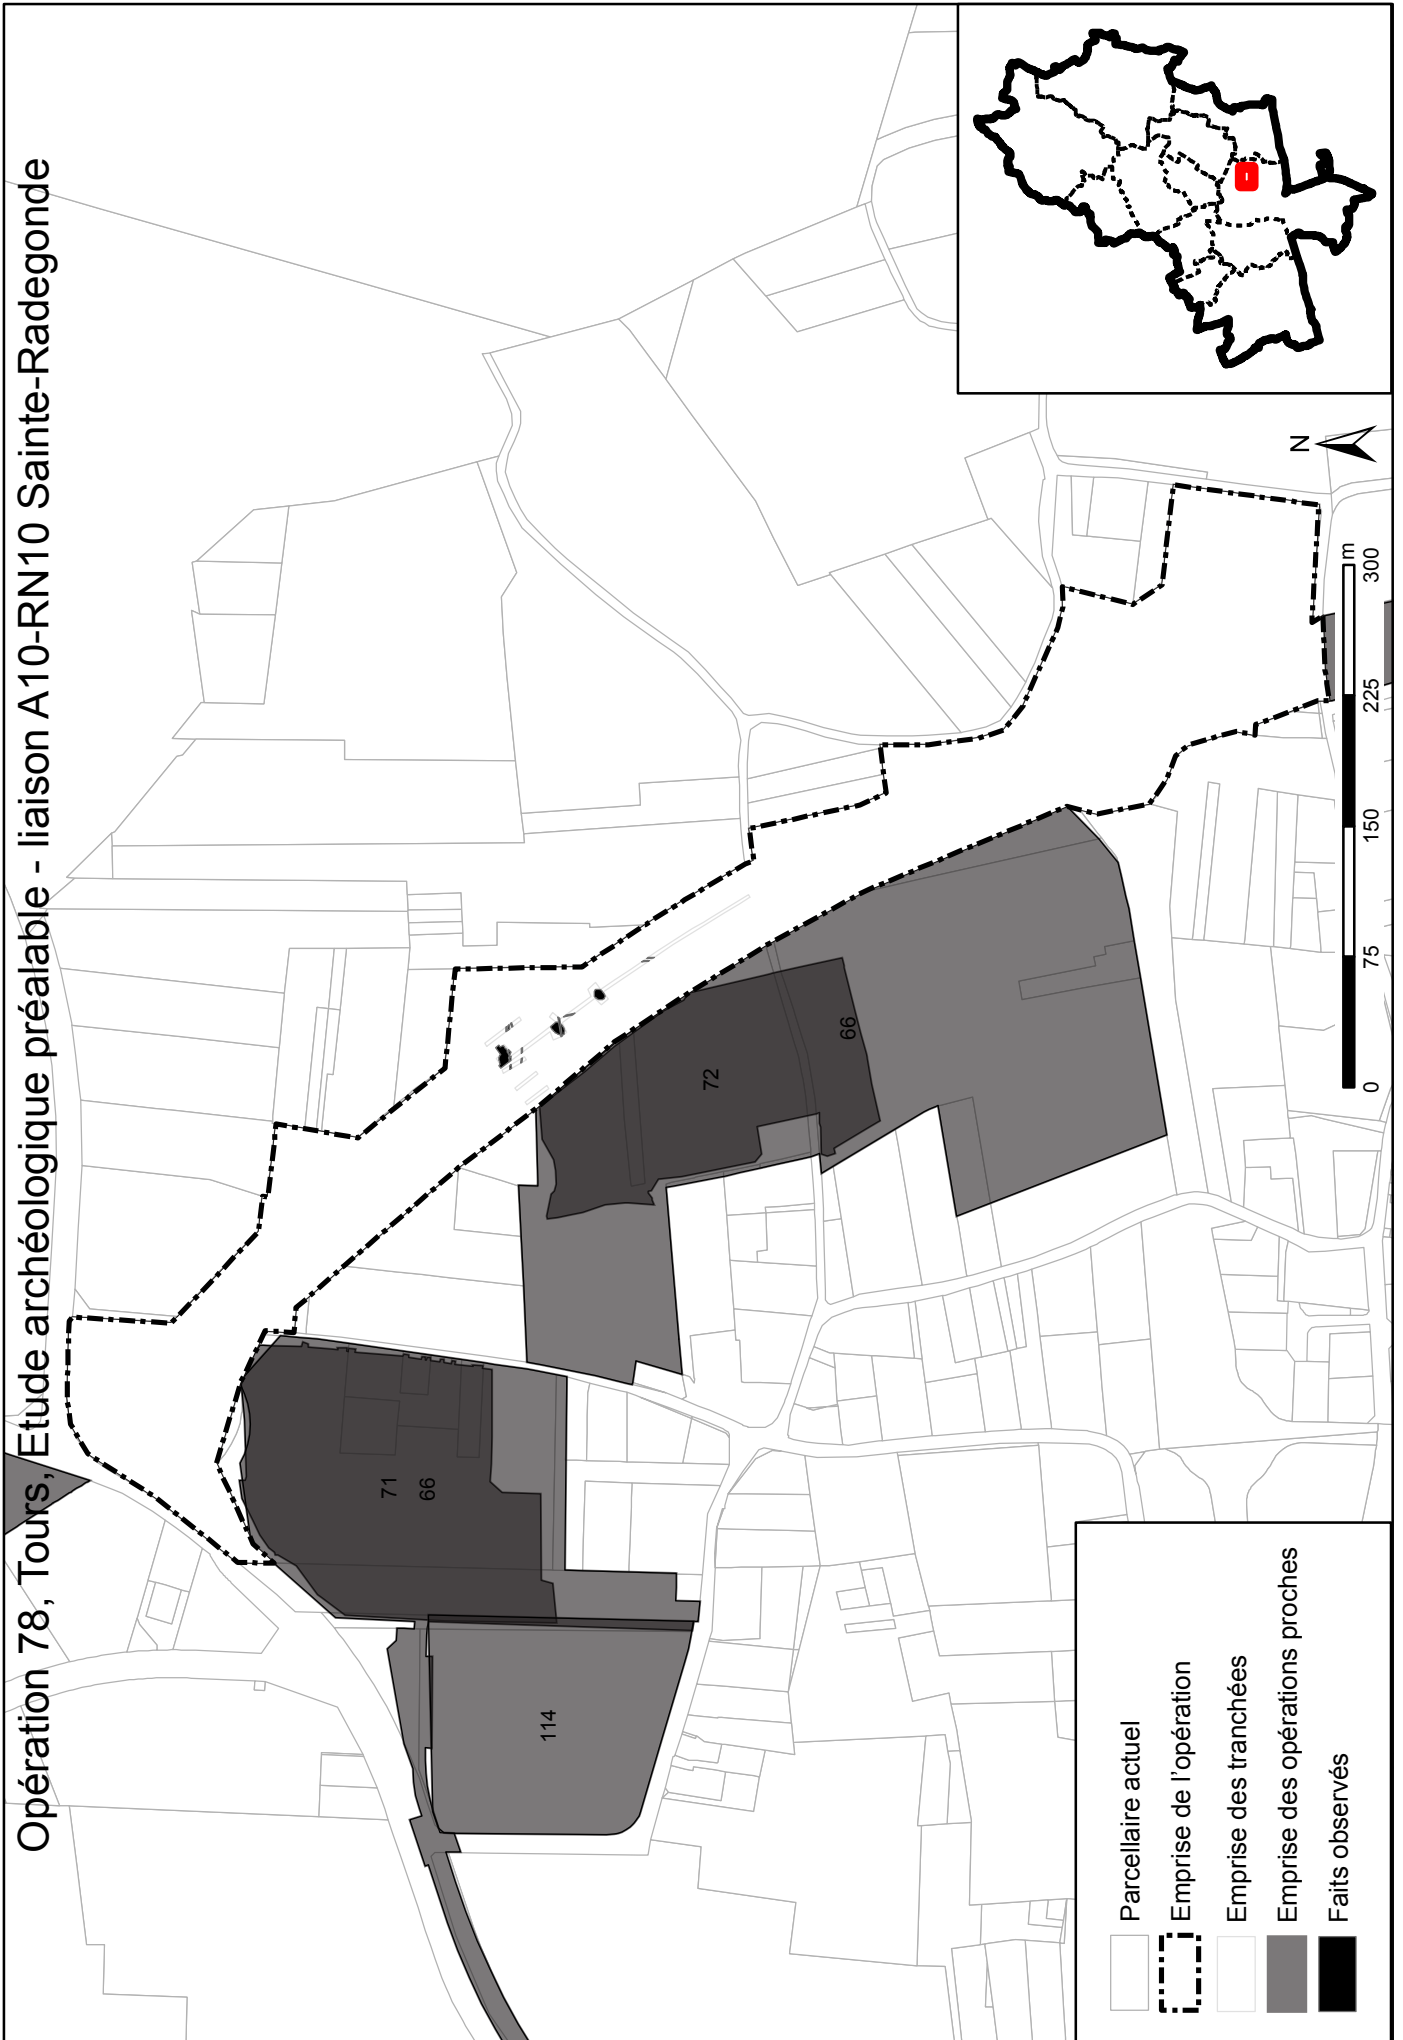 Opération 78, Tours, Etude archéologique préalable - liaison A10-RN10 Sainte-Radegonde
71
66
114
72
66
N
0 75 150 225 300
m
Parcellaire actuel
Emprise de l'opération
Emprise des tranchées
Emprise des opérations proches
Faits observés